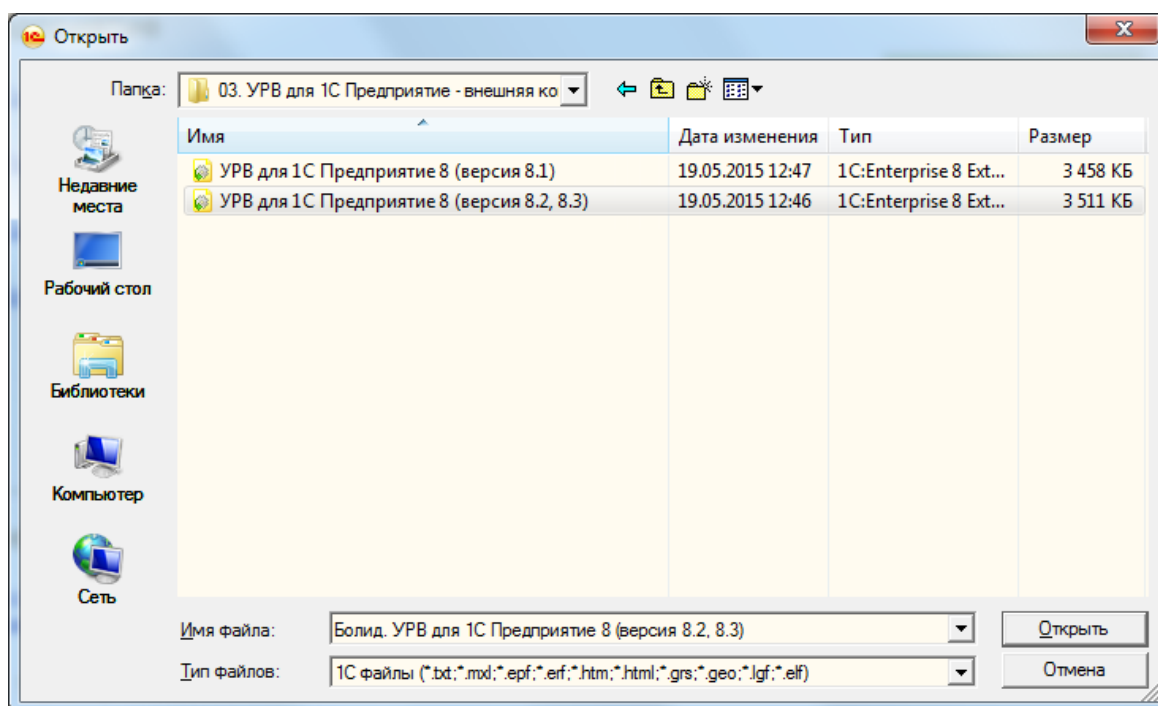 1С Открыть
Папка: 03. УРВ для 1С Предприятие - внешняя ко
Имя Дата изменения Тип Размер
УРВ для 1С Предприятие 8 (версия 8.1) 19.05.2015 12:47 1C:Enterprise 8 Ext... 3 458 КБ
УРВ для 1С Предприятие 8 (версия 8.2, 8.3) 19.05.2015 12:46 1C:Enterprise 8 Ext... 3 511 КБ
Недавние
места
Рабочий стол
Библиотеки
Компьютер
Сеть
Имя файла: Болид. УРВ для 1С Предприятие 8 (версия 8.2, 8.3) Открыть
Тип файлов: 1С файлы (*.txt;*.mxl;*.epf;*.erf;*.htm;*.html;*.grs;*.geo;*.lgf;*.elf) Отмена